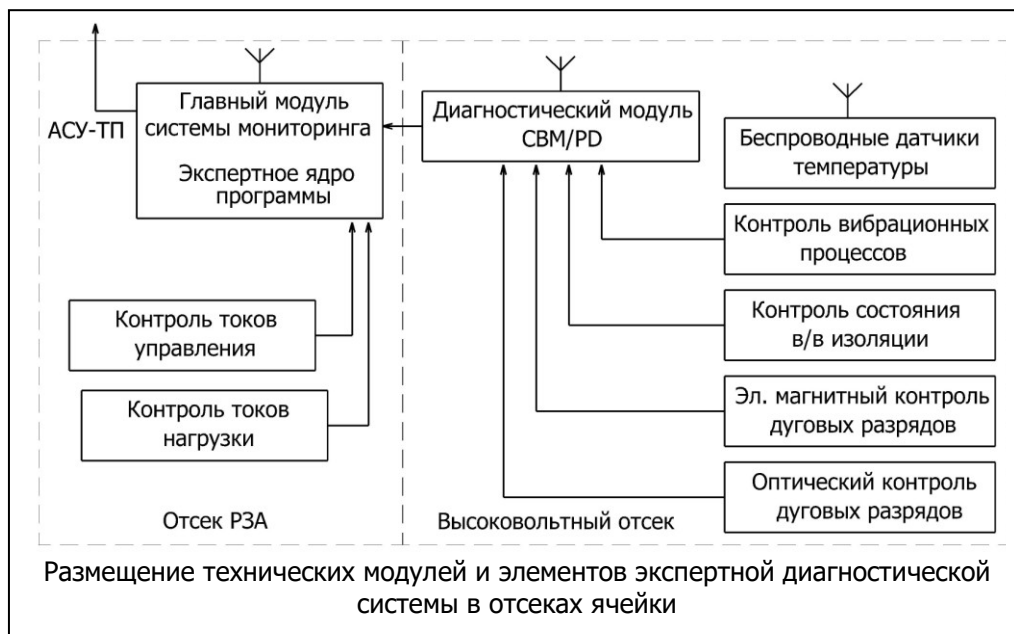 АСУ-ТП
Главный модуль
системы мониторинга
Экспертное ядро
программы
Контроль токов
управления
Контроль токов
нагрузки
Отсек РЗА
Диагностический модуль
CBM/PD
Беспроводные датчики
температуры
Контроль вибрационных
процессов
Контроль состояния
в/в изоляции
Эл. магнитный контроль
дуговых разрядов
Оптический контроль
дуговых разрядов
Высоковольтный отсек
Размещение технических модулей и элементов экспертной диагностической
системы в отсеках ячейки